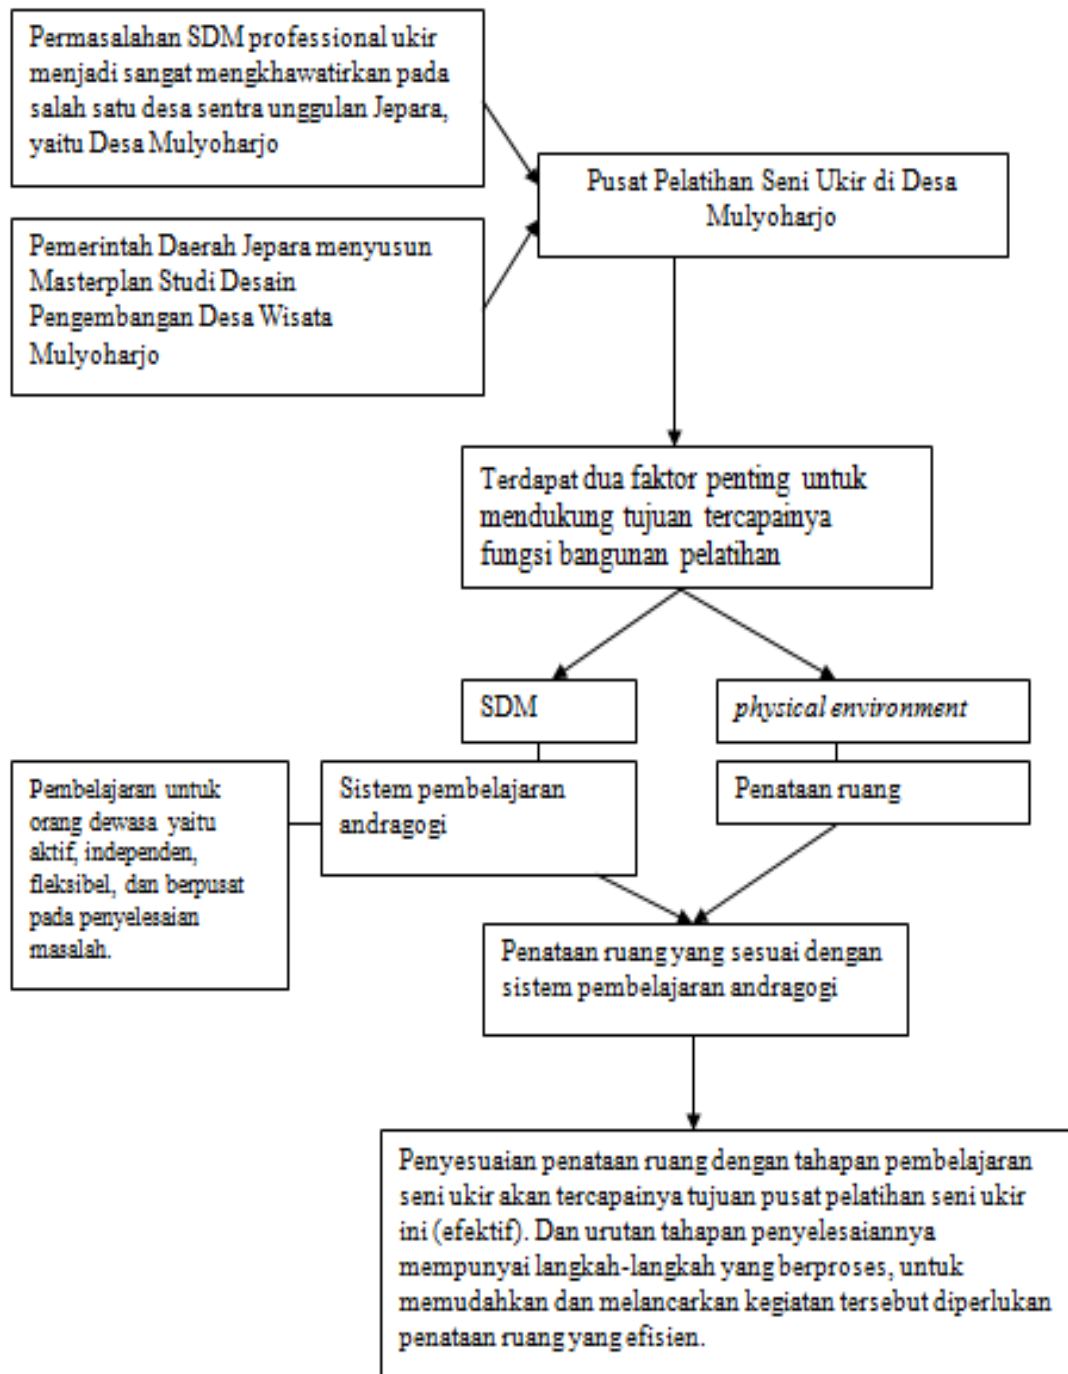 Permasalahan SDM professional ukir
menjadi sangat mengkhawatirkan pada
salah satu desa sentra unggulan Jepara,
yaitu Desa Mulyoharjo
Pusat Pelatihan Seni Ukir di Desa
Mulyoharjo
Pemerintah Daerah Jepara menyusun
Masterplan Studi Desain
Pengembangan Desa Wisata
Mulyoharjo
Terdapat dua faktor penting untuk
mendukung tujuan tercapainya
fungsi bangunan pelatihan
SDM
physical environment
Sistem pembelajaran
andragogi
Penataan ruang
Pembelajaran untuk
orang dewasa yaitu
aktif, independen,
fleksibel, dan berpusat
pada penyelesaian
masalah.
Penataan ruang yang sesuai dengan
sistem pembelajaran andragogi
Penyesuaian penataan ruang dengan tahapan pembelajaran
seni ukir akan tercapainya tujuan pusat pelatihan seni ukir
ini (efektif). Dan urutan tahapan penyelesaiannya
mempunyai langkah-langkah yang berproses, untuk
memudahkan dan melancarkan kegiatan tersebut diperlukan
penataan ruang yang efisien.